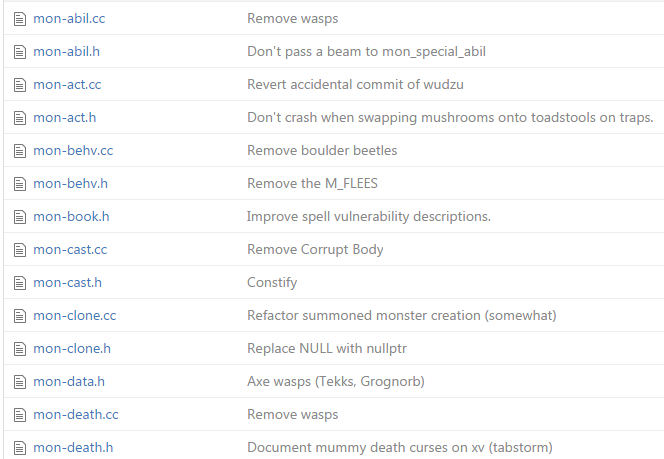 mon-abil.cc Remove wasps
mon-abil.h Don't pass a beam to mon_special_abil
mon-act.cc Revert accidental commit of wudzu
mon-act.h Don't crash when swapping mushrooms onto toadstools on traps.
mon-behv.cc Remove boulder beetles
mon-behv.h Remove the M_FLEES
mon-book.h Improve spell vulnerability descriptions.
mon-cast.cc Remove Corrupt Body
mon-cast.h Constify
mon-clone.cc Refactor summoned monster creation (somewhat)
mon-clone.h Replace NULL with nullptr
mon-data.h Axe wasps (Tekks, Grognorb)
mon-death.cc Remove wasps
mon-death.h Document mummy death curses on xv (tabstorm)